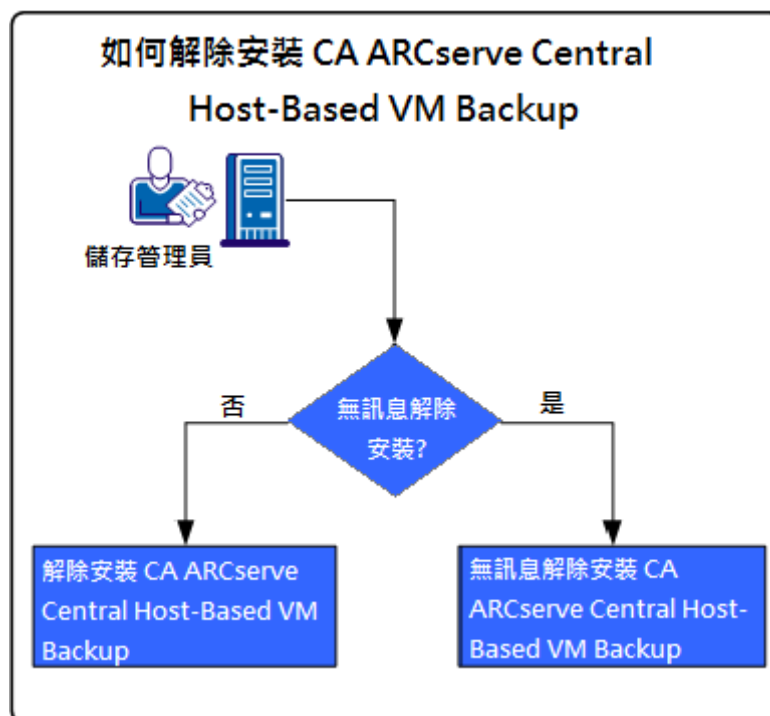 如何解除安裝 CA ARCserve Central
Host-Based VM Backup
儲存管理員
無訊息解除
安裝?
否
是
解除安裝 CA ARCserve
Central Host-Based VM
Backup
無訊息解除安裝 CA
ARCserve Central Host-
Based VM Backup